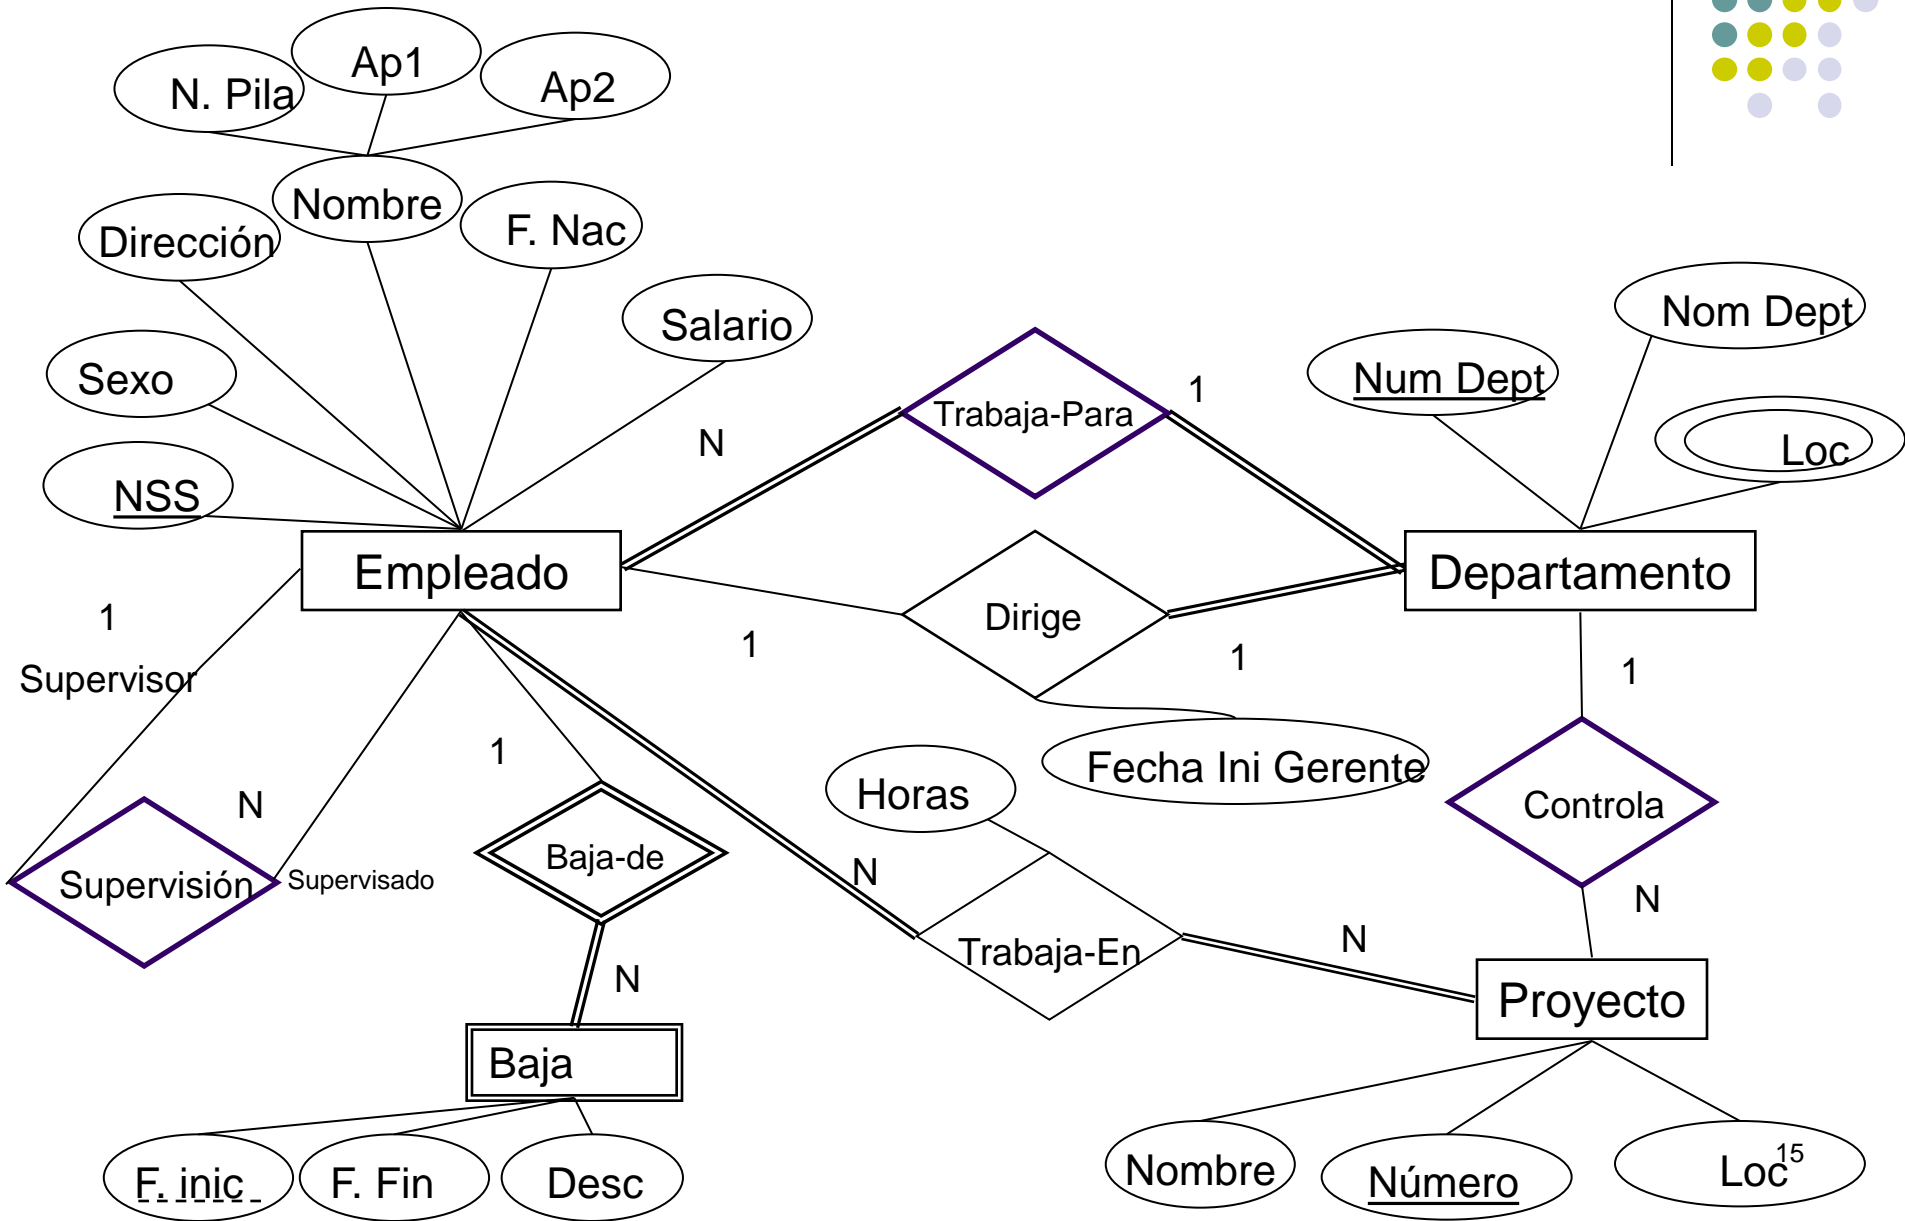 Ap1
N. Pila
Ap2
Nombre
F. Nac
Dirección
Nom Dept
Salario
Sexo
Num Dept
1
Trabaja-Para
N
Loc
NSS
Empleado
Departamento
1
Dirige
1
1
1
Supervisor
1
Fecha Ini Gerente
Horas
N
Controla
Baja-de
N
Supervisión
Supervisado
N
N
Trabaja-En
N
Proyecto
Baja
Nombre
Número
Loc
15
F. inic
F. Fin
Desc